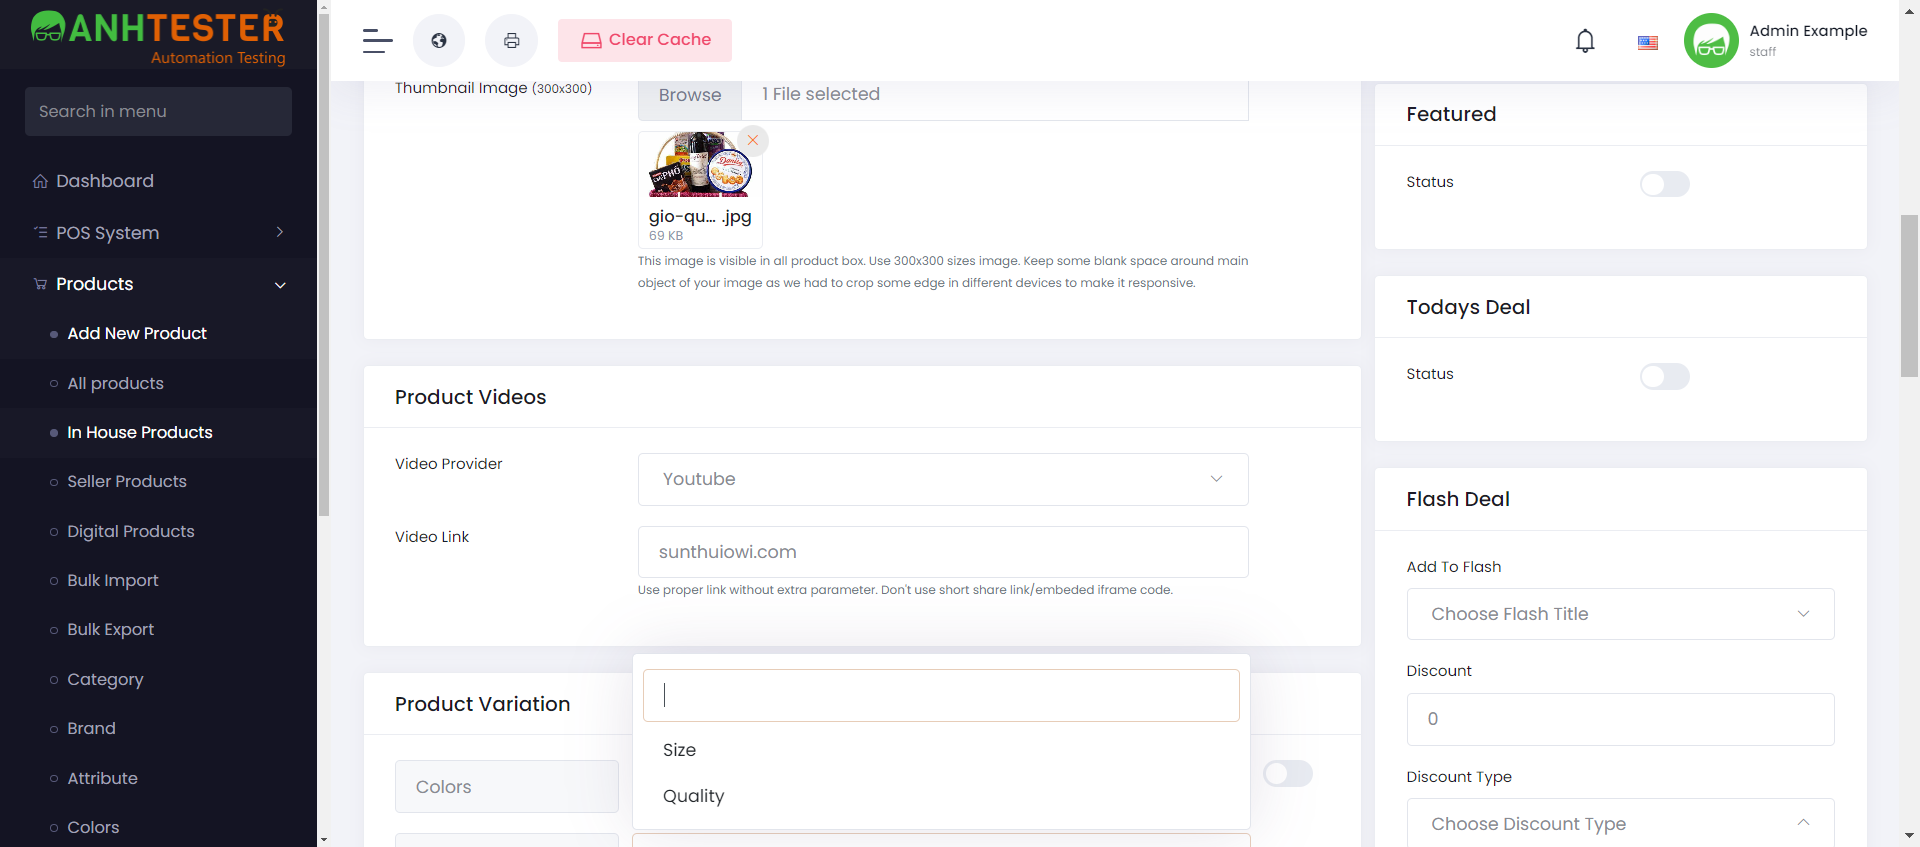 ANHTESTER
Automation Testing
Search in menu
Dashboard
POS System
Products
Add New Product
All products
In House Products
Seller Products
Digital Products
Bulk Import
Bulk Export
Category
Brand
Attribute
Colors
Clear Cache
Admin Example
staff
Thumbnail Image (300x300)
Browse
1 File selected
gio-qu... .jpg
69 KB
This image is visible in all product box. Use 300x300 sizes image. Keep some blank space around main
object of your image as we had to crop some edge in different devices to make it responsive.
Product Videos
Video Provider
Youtube
Video Link
sunthuiowi.com
Use proper link without extra parameter. Don't use short share link/embeded iframe code.
Product Variation
Size
Quality
Colors
Featured
Status
Todays Deal
Status
Flash Deal
Add To Flash
Choose Flash Title
Discount
0
Discount Type
Choose Discount Type